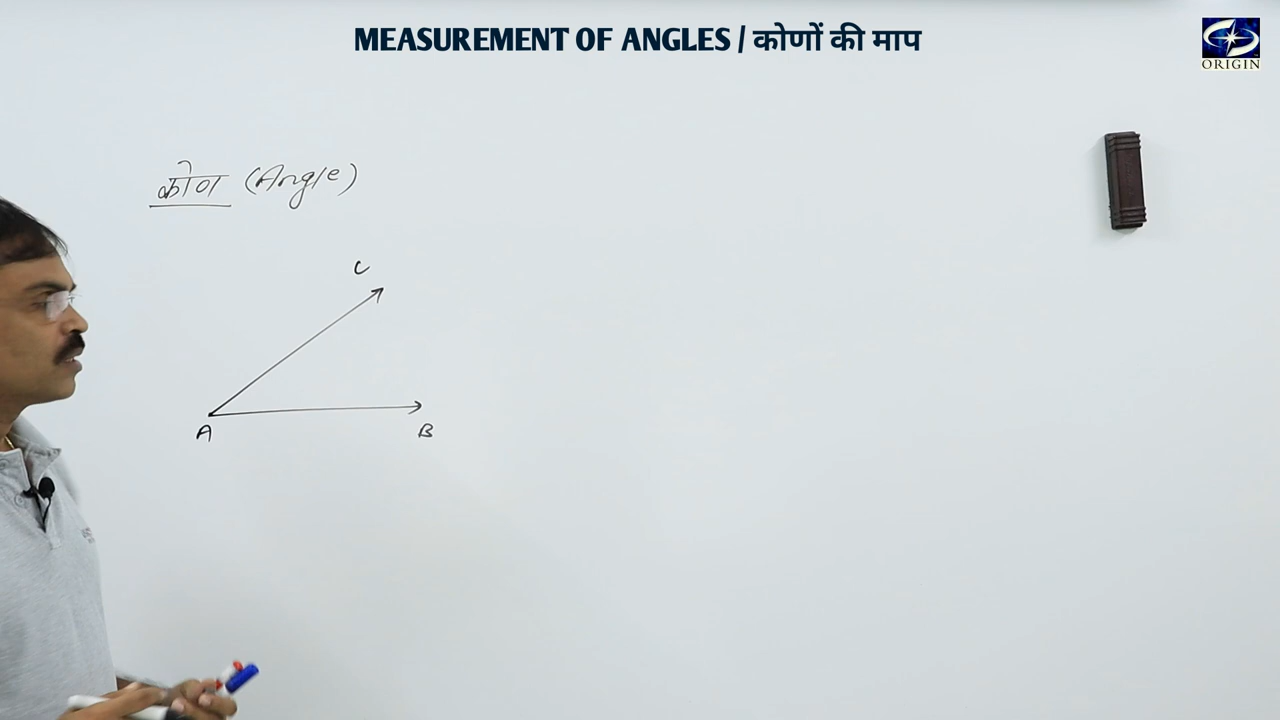 MEASUREMENT OF ANGLES / कोणों की माप
ORIGIN
कोण (Angle)
C
A
B